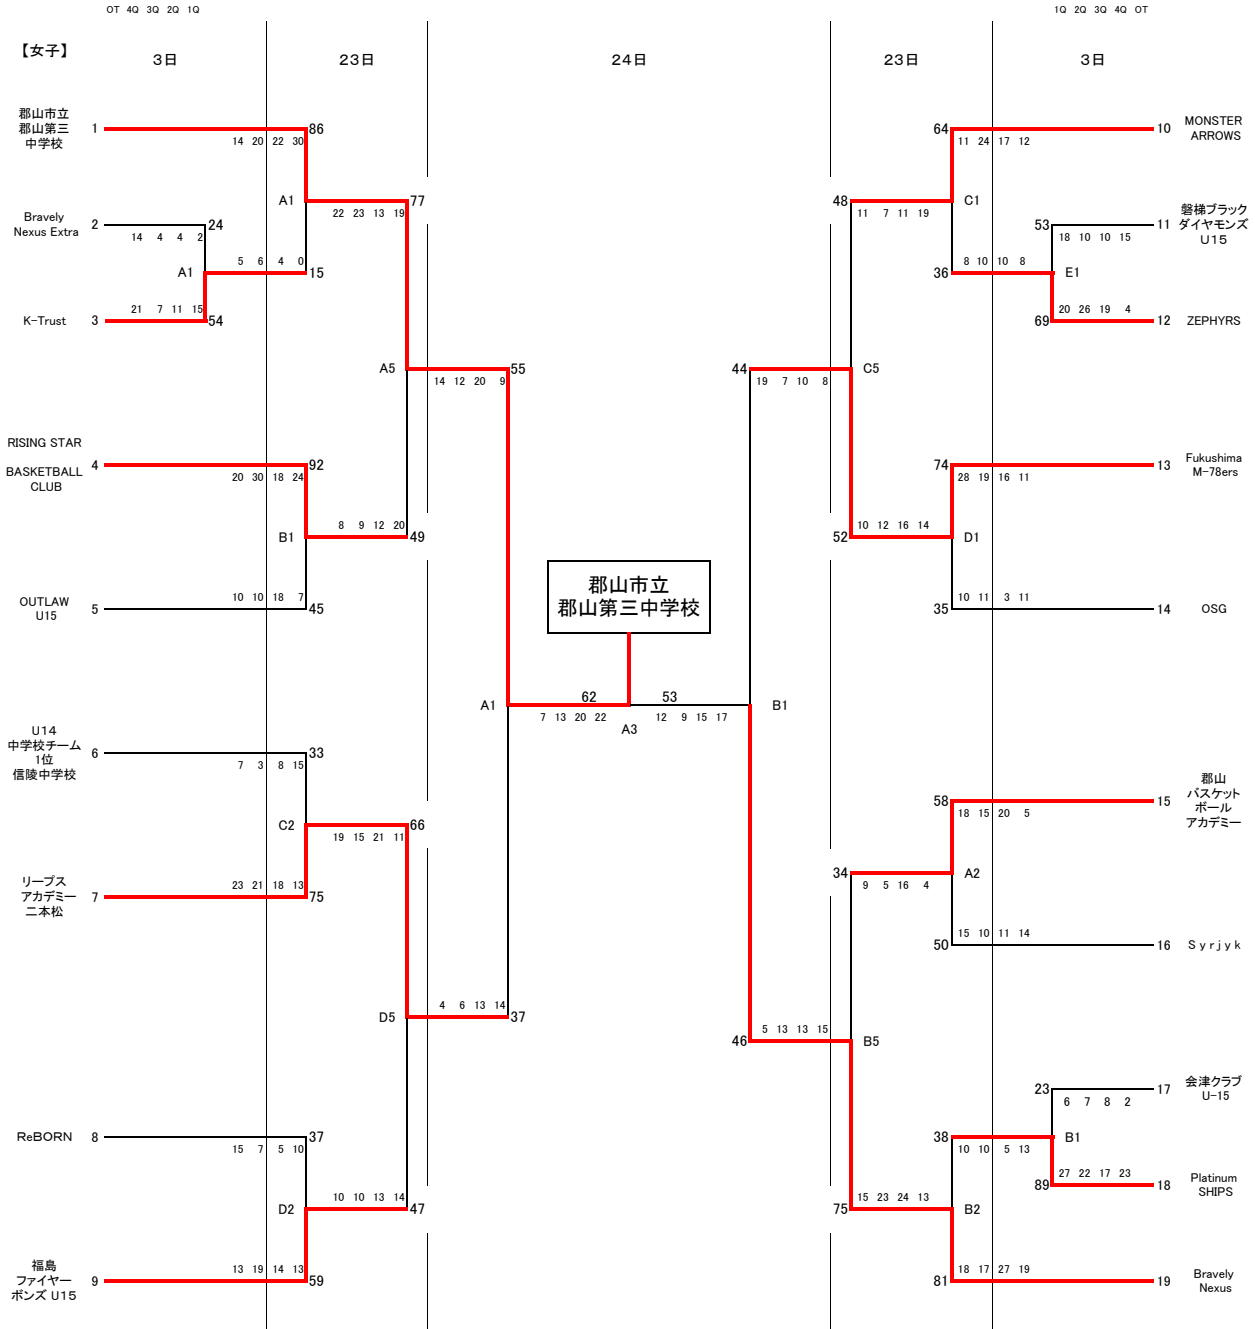 OT 4Q 3Q 2Q 1Q
1Q 2Q 3Q 4Q OT
【女子】
3日
23日
24日
23日
3日
郡山市立
郡山第三
中学校
1
14 20 22 30
86
A1
22 23 13 19
77
Bravely
Nexus Extra
2
14 4 4 2
24
A1
5 6 4 0
15
K-Trust
3
21 7 11 15
54
A5
14 12 20 9
55
RISING STAR
BASKETBALL
CLUB
4
20 30 18 24
92
B1
8 9 12 20
49
OUTLAW
U15
5
10 10 18 7
45
U14
中学校チーム
1位
信陵中学校
6
7 3 8 15
33
C2
19 15 21 11
66
リープス
アカデミー
二本松
7
23 21 18 13
75
D5
4 6 13 14
37
ReBORN
8
15 7 5 10
37
D2
10 10 13 14
47
福島
ファイヤー
ボンズ U15
9
13 19 14 13
59
郡山市立
郡山第三中学校
A1
62
53
7 13 20 22
12 9 15 17
A3
B1
64
11 24 17 12
10
MONSTER
ARROWS
48
11 7 11 19
C1
53
18 10 10 15
11
磐梯ブラック
ダイヤモンズ
U15
36
8 10 10 8
E1
69
20 26 19 4
12
ZEPHYRS
44
19 7 10 8
C5
74
28 19 16 11
13
Fukushima
M-78ers
52
10 12 16 14
D1
35
10 11 3 11
14
OSG
58
18 15 20 5
15
郡山
バスケット
ボール
アカデミー
34
9 5 16 4
A2
50
15 10 11 14
16
Syrjyk
46
5 13 13 15
B5
23
6 7 8 2
17
会津クラブ
U-15
38
10 10 5 13
B1
89
27 22 17 23
18
Platinum
SHIPS
75
15 23 24 13
B2
81
18 17 27 19
19
Bravely
Nexus